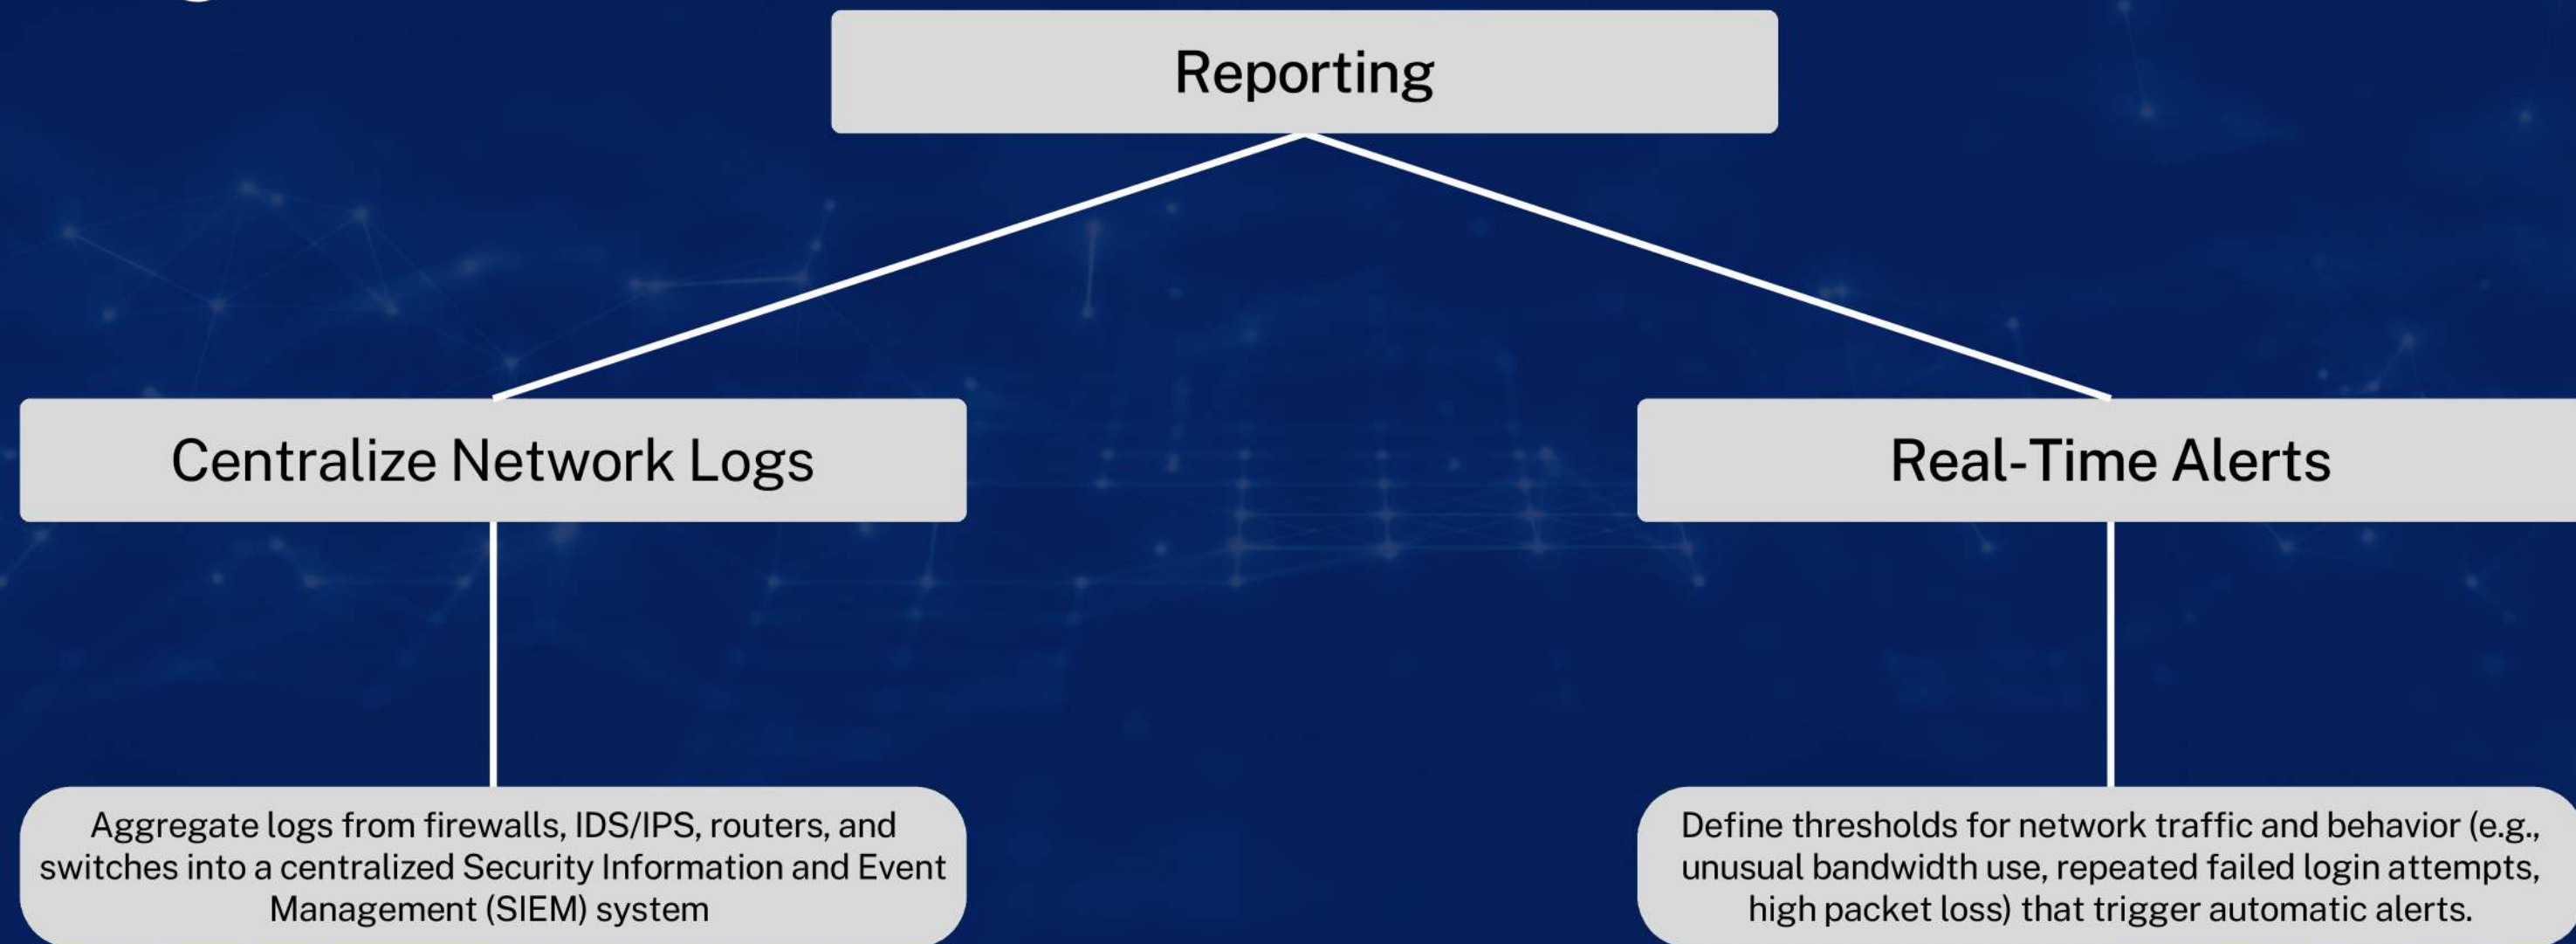 Reporting
Centralize Network Logs
Real-Time Alerts
Aggregate logs from firewalls, IDS/IPS, routers, and
switches into a centralized Security Information and Event
Management (SIEM) system
Define thresholds for network traffic and behavior (e.g.,
unusual bandwidth use, repeated failed login attempts,
high packet loss) that trigger automatic alerts.